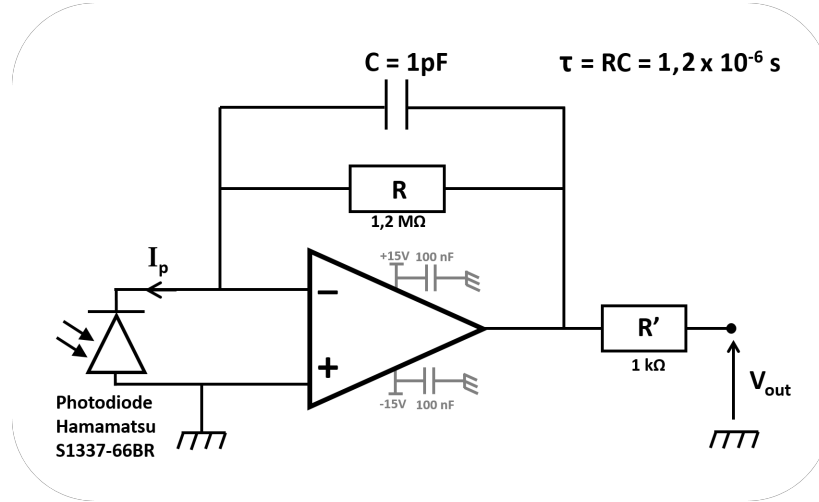 C = 1pF
τ = RC = 1,2 x 10⁻⁶ s
R
1,2 MΩ
Iₚ
+15V 100 nF
−
+
R’
1 kΩ
-15V 100 nF
Vout
Photodiode
Hamamatsu
S1337-66BR